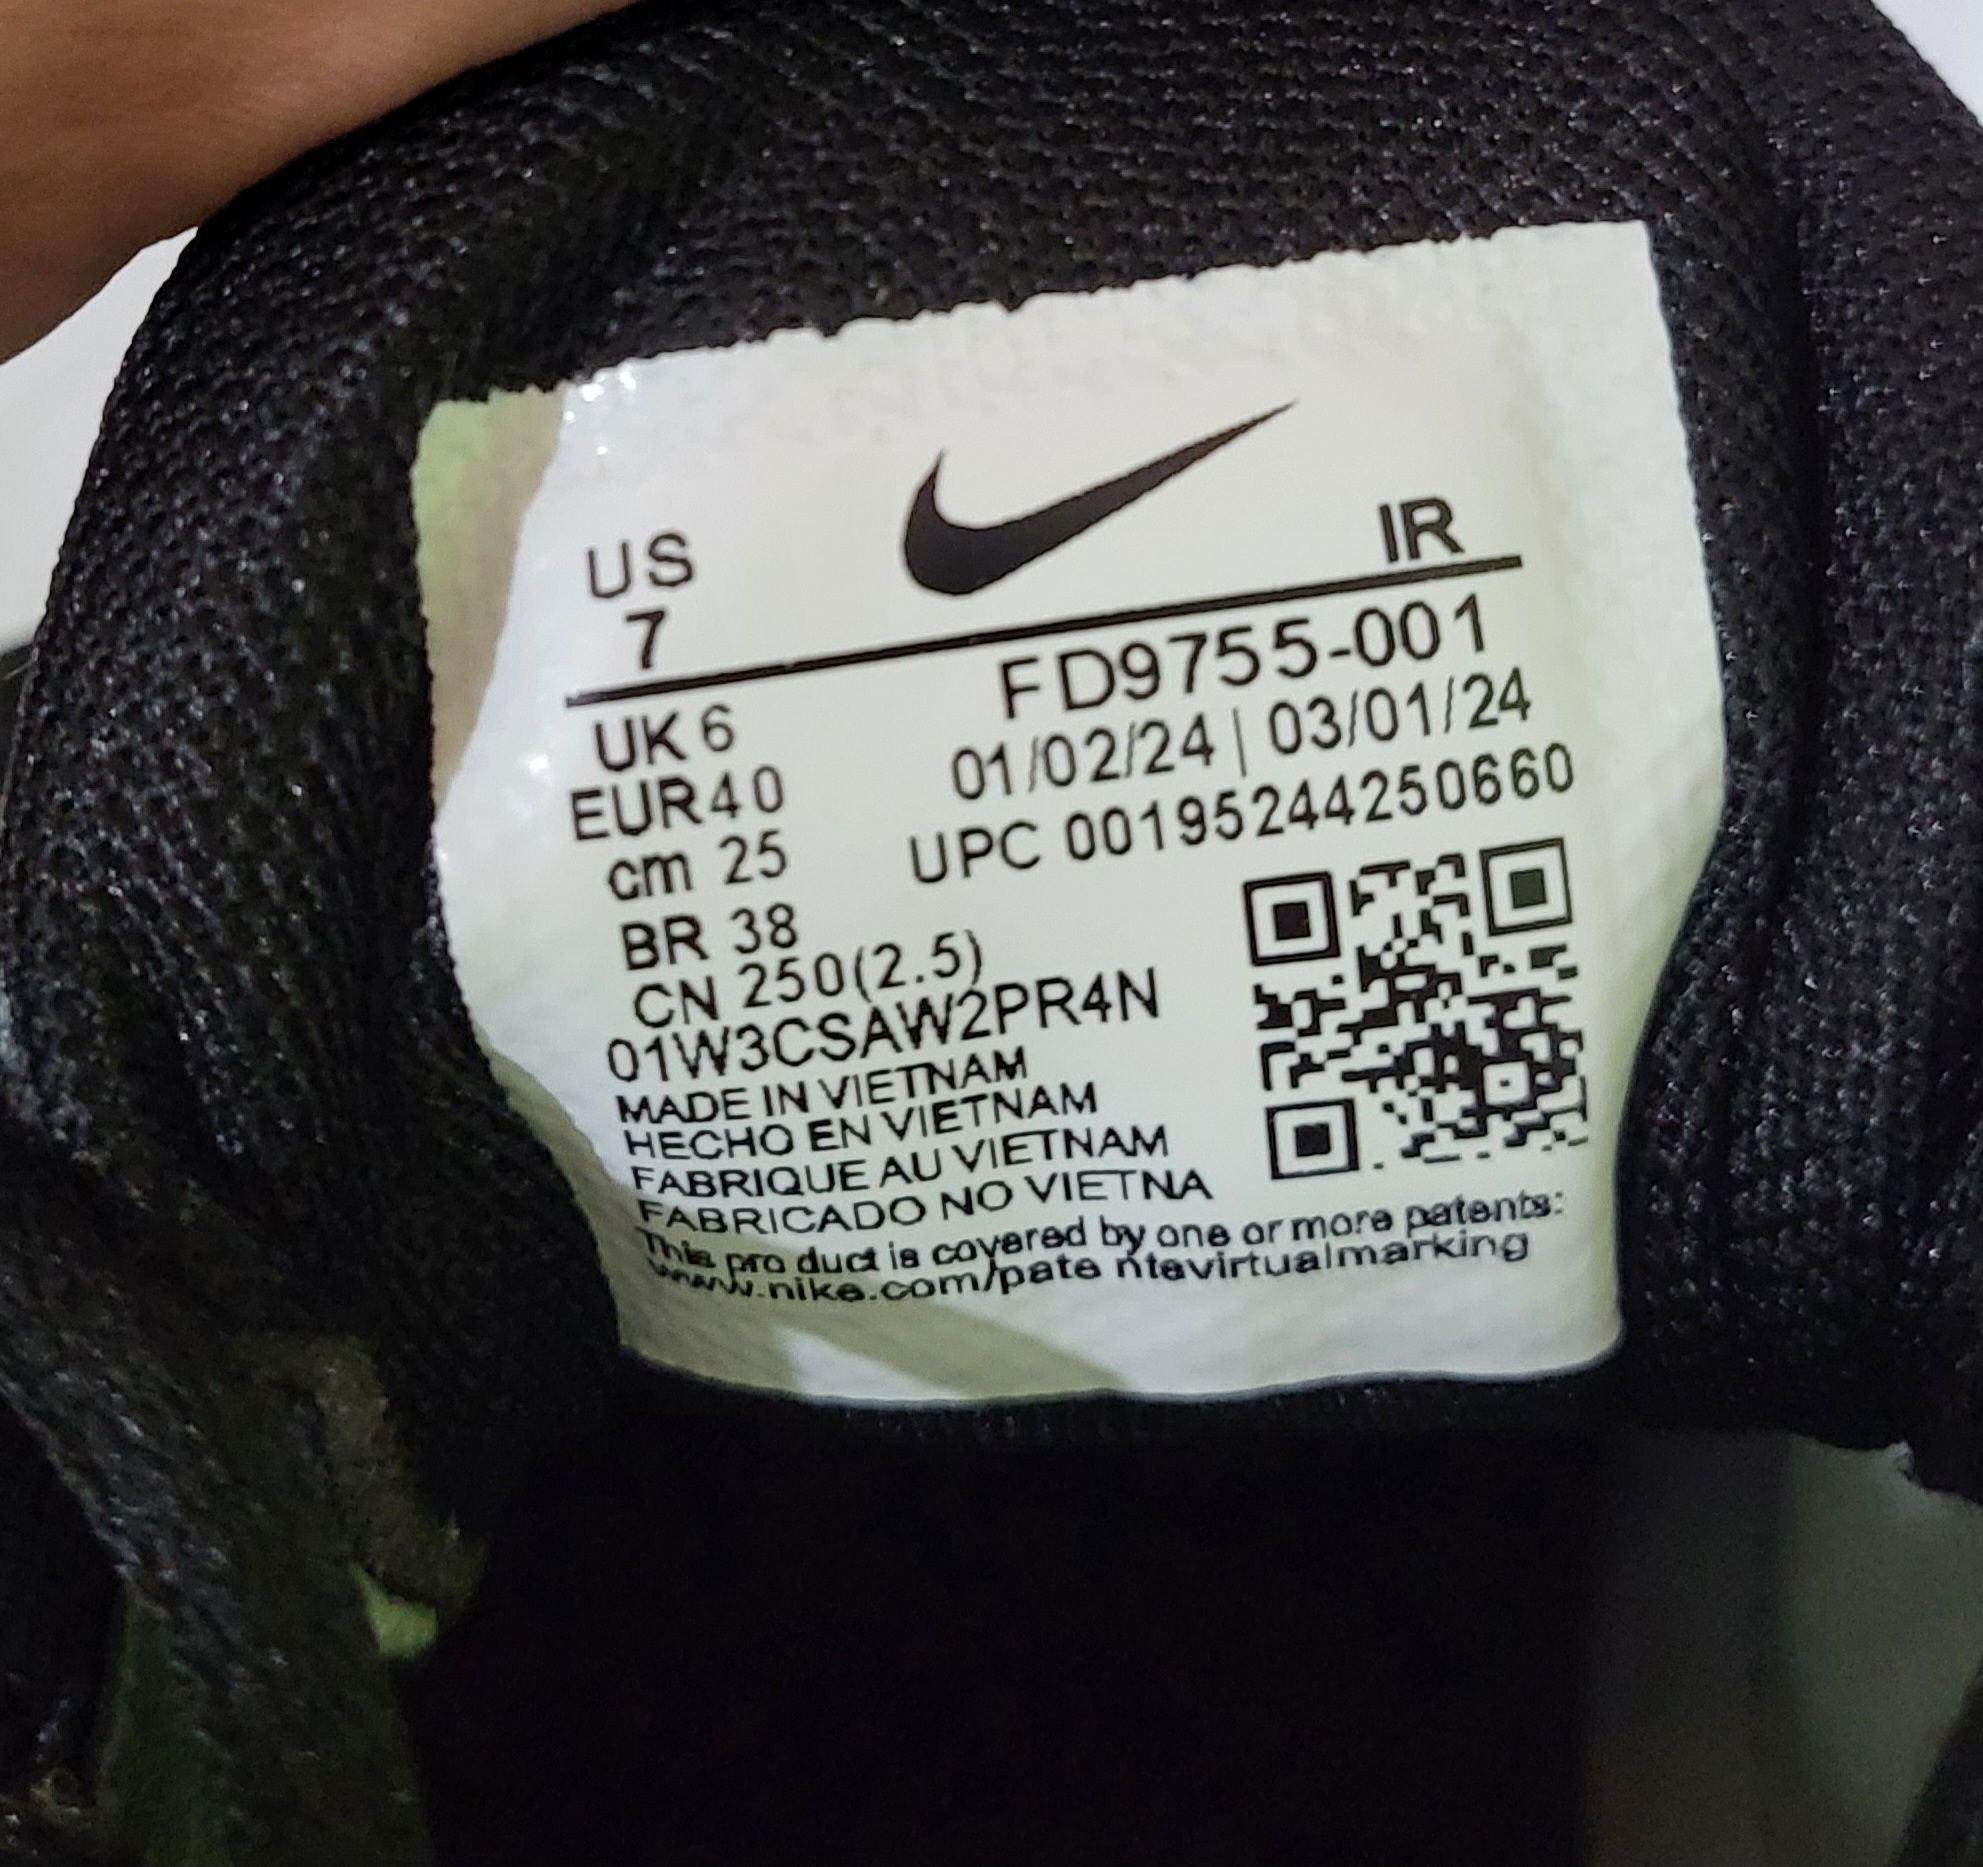 US IR
7
FD9755-001
UK 6
01/02/24 | 03/01/24
EUR 40
UPC 00195244250660
cm 25
BR 38
CN 250(2.5)
01W3CSAW2PR4N
MADE IN VIETNAM
HECHO EN VIETNAM
FABRIQUE AU VIETNAM
FABRICADO NO VIETNA
This pro duct is covered by one or more patents:
www.nike.com/pate ntsvirtualmarking